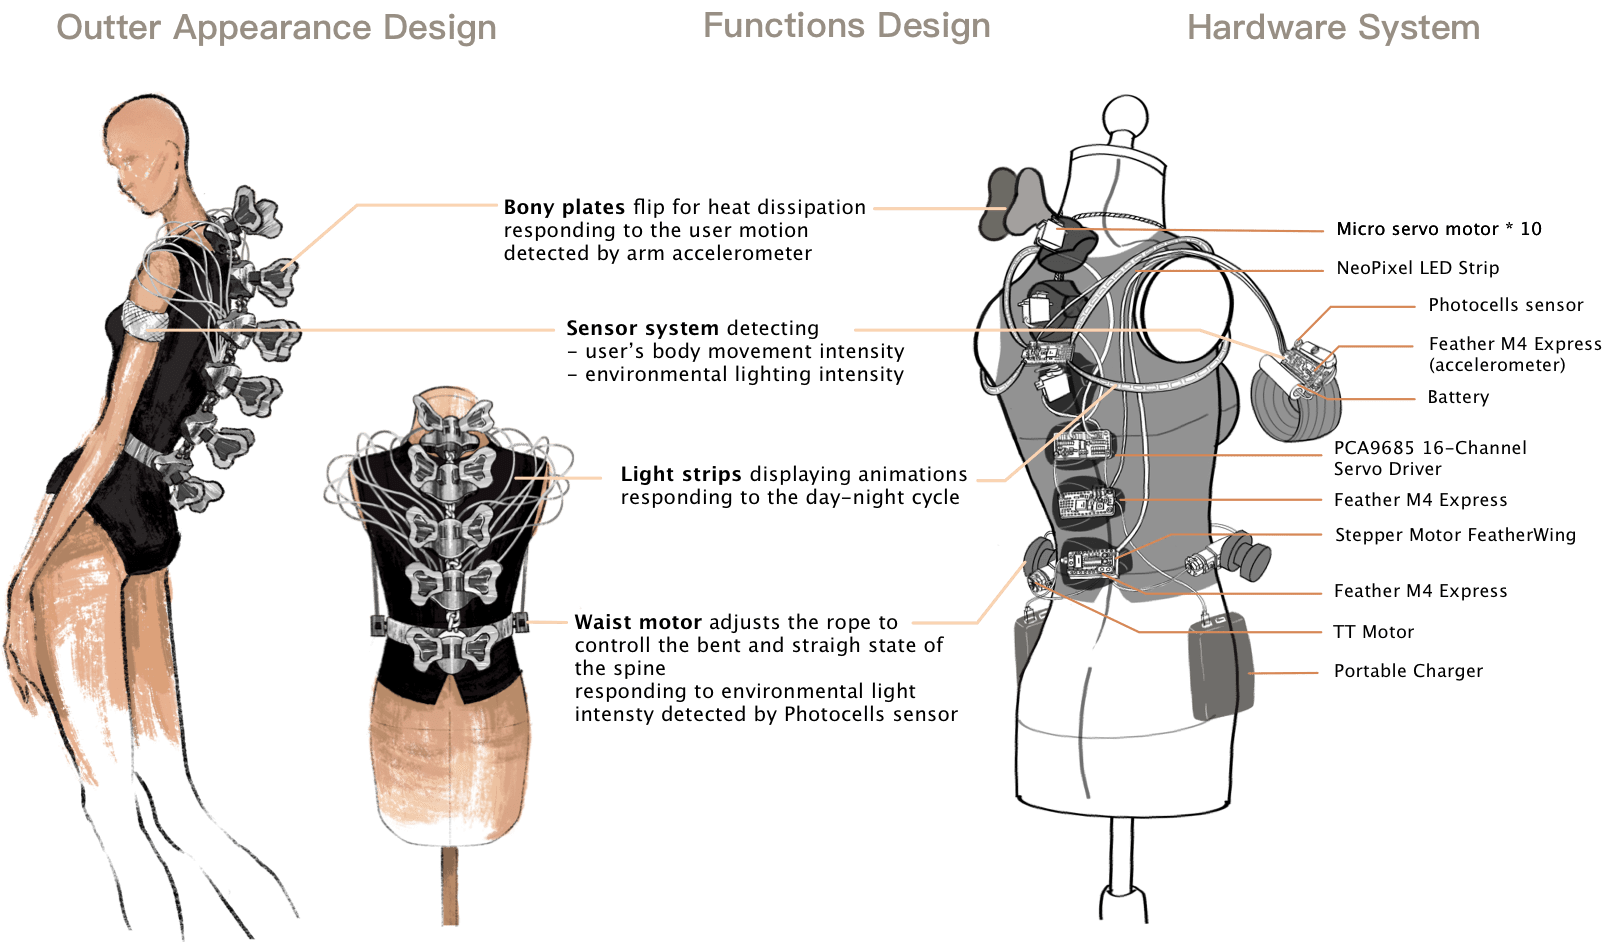 Outter Appearance Design
Functions Design
Hardware System
Bony plates flip for heat dissipation
responding to the user motion
detected by arm accelerometer
Sensor system detecting
- user's body movement intensity
- environmental lighting intensity
Light strips displaying animations
responding to the day-night cycle
Waist motor adjusts the rope to
controll the bent and straigh state of
the spine
responding to environmental light
intensty detected by Photocells sensor
Micro servo motor * 10
NeoPixel LED Strip
Photocells sensor
Feather M4 Express
(accelerometer)
Battery
PCA9685 16-Channel
Servo Driver
Feather M4 Express
Stepper Motor FeatherWing
Feather M4 Express
TT Motor
Portable Charger